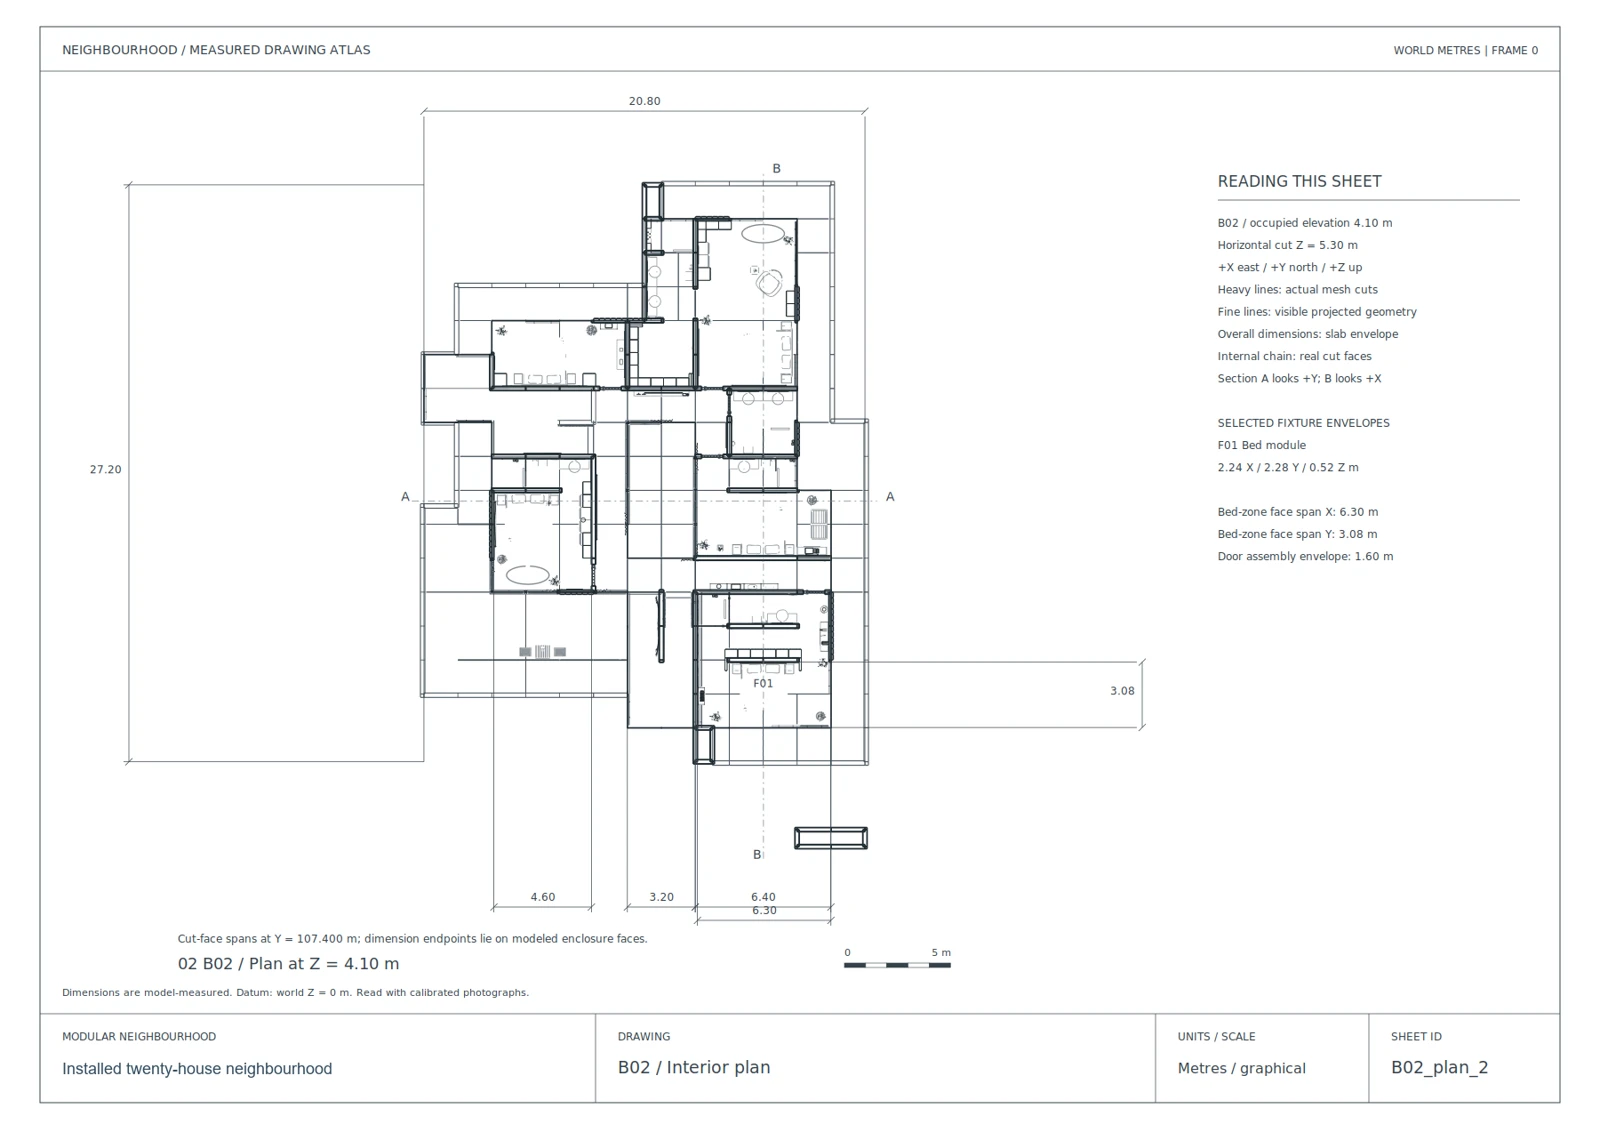 NEIGHBOURHOOD / MEASURED DRAWING ATLAS
WORLD METRES | FRAME 0
20.80
B
READING THIS SHEET
B02 / occupied elevation 4.10 m
Horizontal cut Z = 5.30 m
+X east / +Y north / +Z up
Heavy lines: actual mesh cuts
Fine lines: visible projected geometry
Overall dimensions: slab envelope
Internal chain: real cut faces
Section A looks +Y; B looks +X
SELECTED FIXTURE ENVELOPES
F01 Bed module
2.24 X / 2.28 Y / 0.52 Z m
Bed-zone face span X: 6.30 m
Bed-zone face span Y: 3.08 m
Door assembly envelope: 1.60 m
27.20
A
A
F01
3.08
B
4.60
3.20
6.40
6.30
Cut-face spans at Y = 107.400 m; dimension endpoints lie on modeled enclosure faces.
02 B02 / Plan at Z = 4.10 m
0
5 m
Dimensions are model-measured. Datum: world Z = 0 m. Read with calibrated photographs.
MODULAR NEIGHBOURHOOD
Installed twenty-house neighbourhood
DRAWING
B02 / Interior plan
UNITS / SCALE
Metres / graphical
SHEET ID
B02_plan_2